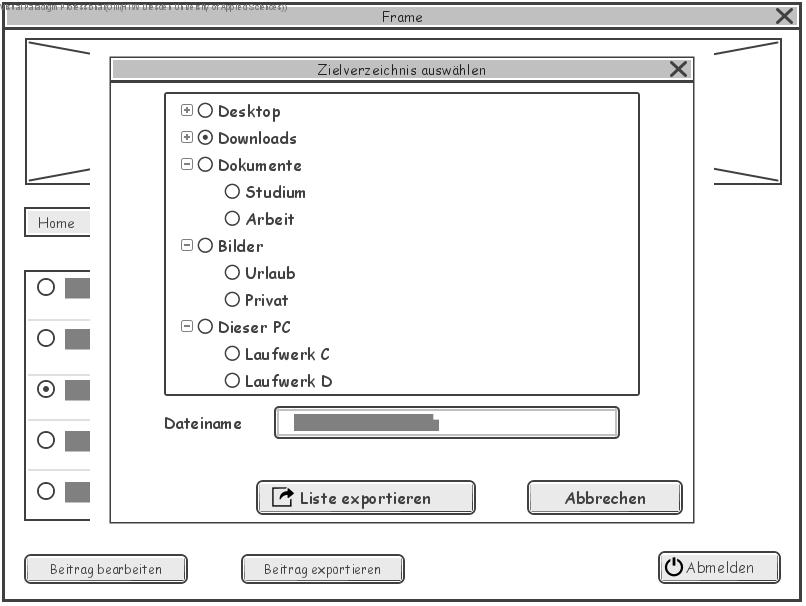 Visual Paradigm Professional(Olli(HTW Dresden University of Applied Sciences))
Frame
Zielverzeichnis auswählen
Desktop
Downloads
Dokumente
Studium
Arbeit
Bilder
Urlaub
Privat
Dieser PC
Laufwerk C
Laufwerk D
Home
Dateiname
Liste exportieren
Abbrechen
Beitrag bearbeiten
Beitrag exportieren
Abmelden